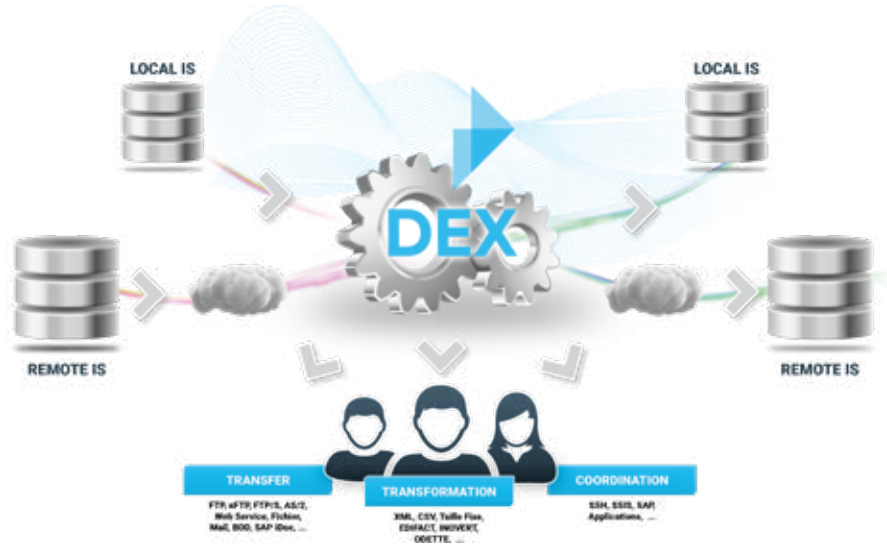 LOCAL IS
LOCAL IS
DEX
REMOTE IS
REMOTE IS
TRANSFER
TRANSFORMATION
COORDINATION
FTP, sFTP, FTP/S, AS/2,
Web Service, Fichier,
Mail, BDD, SAP iDoc, ...
XML, CSV, Taille Fixe,
EDIFACT, INOVERT,
ODETTE, ...
SSH, SSIS, SAP,
Applications, ...